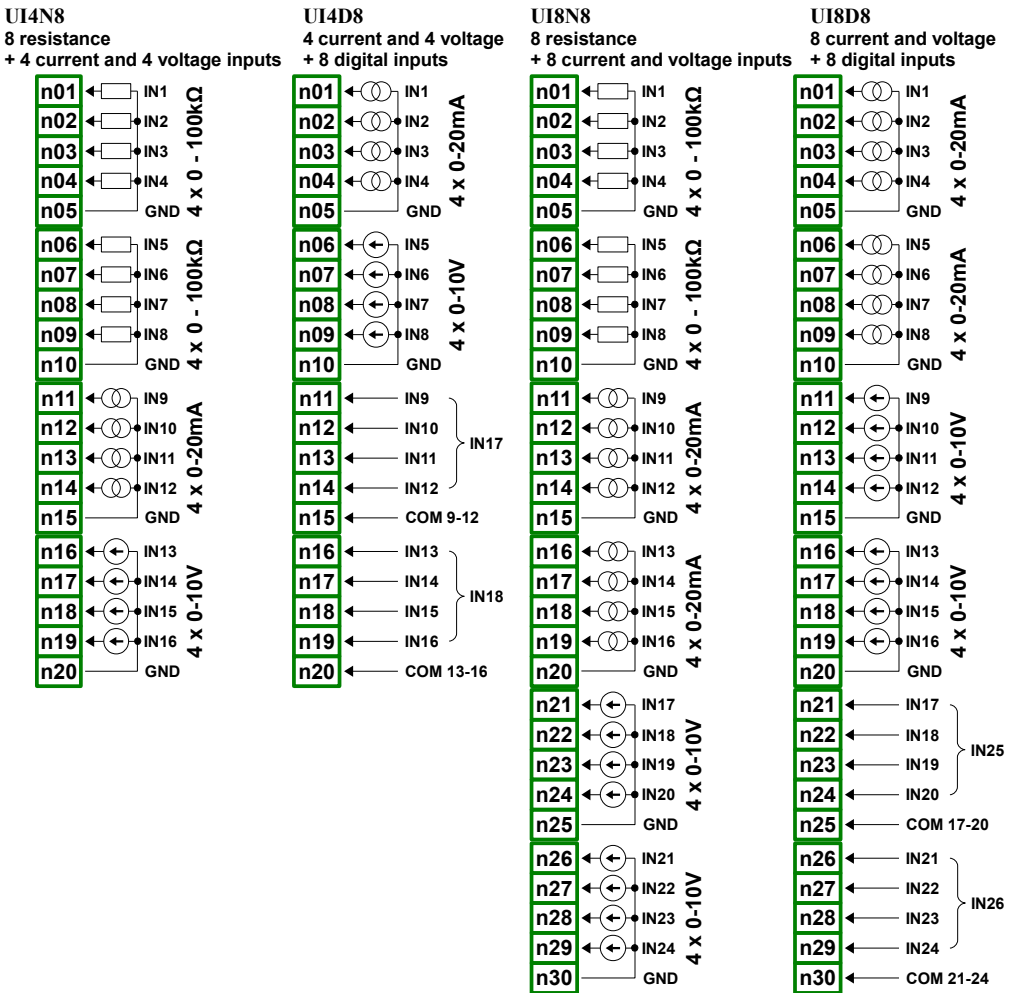 UI4N8
8 resistance
+ 4 current and 4 voltage inputs
n01 IN1
n02 IN2
n03 IN3
n04 IN4
n05 GND
4 x 0 - 100kΩ
n06 IN5
n07 IN6
n08 IN7
n09 IN8
n10 GND
4 x 0 - 100kΩ
n11 IN9
n12 IN10
n13 IN11
n14 IN12
n15 GND
4 x 0-20mA
n16 IN13
n17 IN14
n18 IN15
n19 IN16
n20 GND
4 x 0-10V
UI4D8
4 current and 4 voltage
+ 8 digital inputs
n01 IN1
n02 IN2
n03 IN3
n04 IN4
n05 GND
4 x 0-20mA
n06 IN5
n07 IN6
n08 IN7
n09 IN8
n10 GND
4 x 0-10V
n11 IN9
n12 IN10
n13 IN11
n14 IN12
IN17
n15 COM 9-12
n16 IN13
n17 IN14
n18 IN15
n19 IN16
IN18
n20 COM 13-16
UI8N8
8 resistance
+ 8 current and voltage inputs
n01 IN1
n02 IN2
n03 IN3
n04 IN4
n05 GND
4 x 0 - 100kΩ
n06 IN5
n07 IN6
n08 IN7
n09 IN8
n10 GND
4 x 0 - 100kΩ
n11 IN9
n12 IN10
n13 IN11
n14 IN12
n15 GND
4 x 0-20mA
n16 IN13
n17 IN14
n18 IN15
n19 IN16
n20 GND
4 x 0-20mA
n21 IN17
n22 IN18
n23 IN19
n24 IN20
n25 GND
4 x 0-10V
n26 IN21
n27 IN22
n28 IN23
n29 IN24
n30 GND
4 x 0-10V
UI8D8
8 current and voltage
+ 8 digital inputs
n01 IN1
n02 IN2
n03 IN3
n04 IN4
n05 GND
4 x 0-20mA
n06 IN5
n07 IN6
n08 IN7
n09 IN8
n10 GND
4 x 0-20mA
n11 IN9
n12 IN10
n13 IN11
n14 IN12
n15 GND
4 x 0-10V
n16 IN13
n17 IN14
n18 IN15
n19 IN16
n20 GND
4 x 0-10V
n21 IN17
n22 IN18
n23 IN19
n24 IN20
IN25
n25 COM 17-20
n26 IN21
n27 IN22
n28 IN23
n29 IN24
IN26
n30 COM 21-24